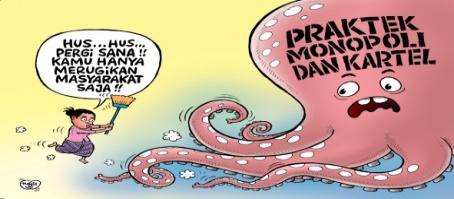 HUS...HUS...
PERGI SANA !!
KAMU HANYA
MERUGIKAN
MASYARAKAT
SAJA !!
PRAKTEK
MONOPOLI
DAN KARTEL